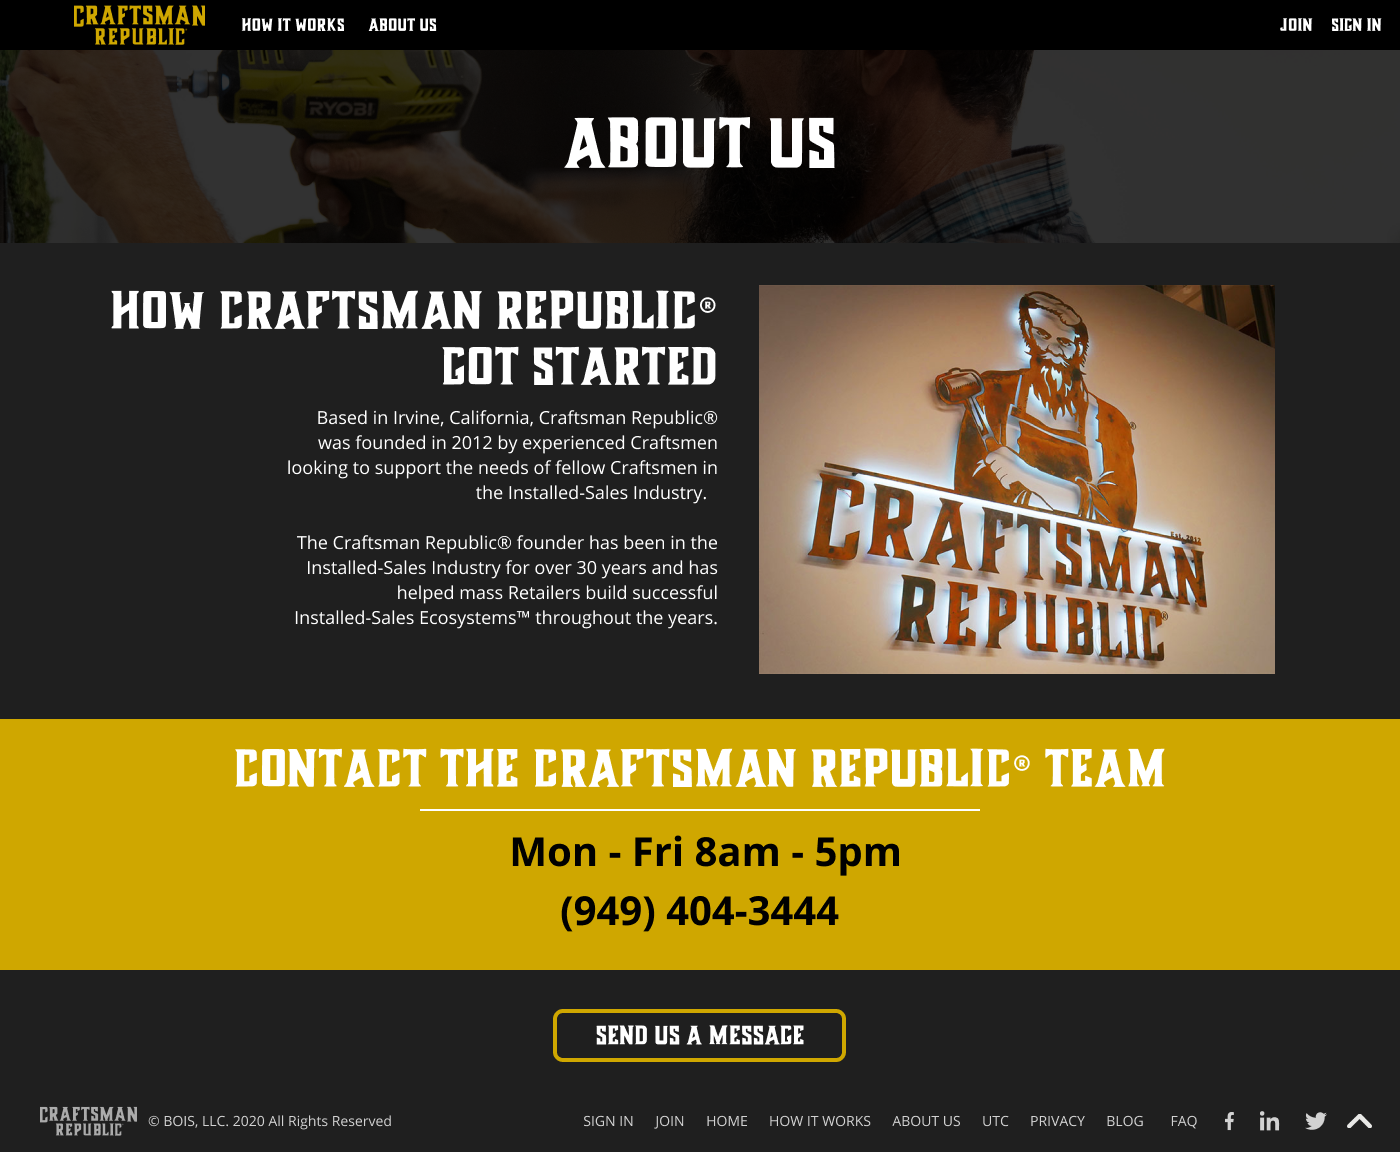 CRAFTSMAN
REPUBLIC
HOW IT WORKS
ABOUT US
JOIN
SIGN IN
RYOBI
ABOUT US
HOW CRAFTSMAN REPUBLIC®
GOT STARTED
Based in Irvine, California, Craftsman Republic®
was founded in 2012 by experienced Craftsmen
looking to support the needs of fellow Craftsmen in
the Installed-Sales Industry.
The Craftsman Republic® founder has been in the
Installed-Sales Industry for over 30 years and has
helped mass Retailers build successful
Installed-Sales Ecosystems™ throughout the years.
®
Est. 2012
CRAFTSMAN
REPUBLIC®
CONTACT THE CRAFTSMAN REPUBLIC® TEAM
Mon - Fri 8am - 5pm
(949) 404-3444
SEND US A MESSAGE
CRAFTSMAN
REPUBLIC
© BOIS, LLC. 2020 All Rights Reserved
SIGN IN
JOIN
HOME
HOW IT WORKS
ABOUT US
UTC
PRIVACY
BLOG
FAQ